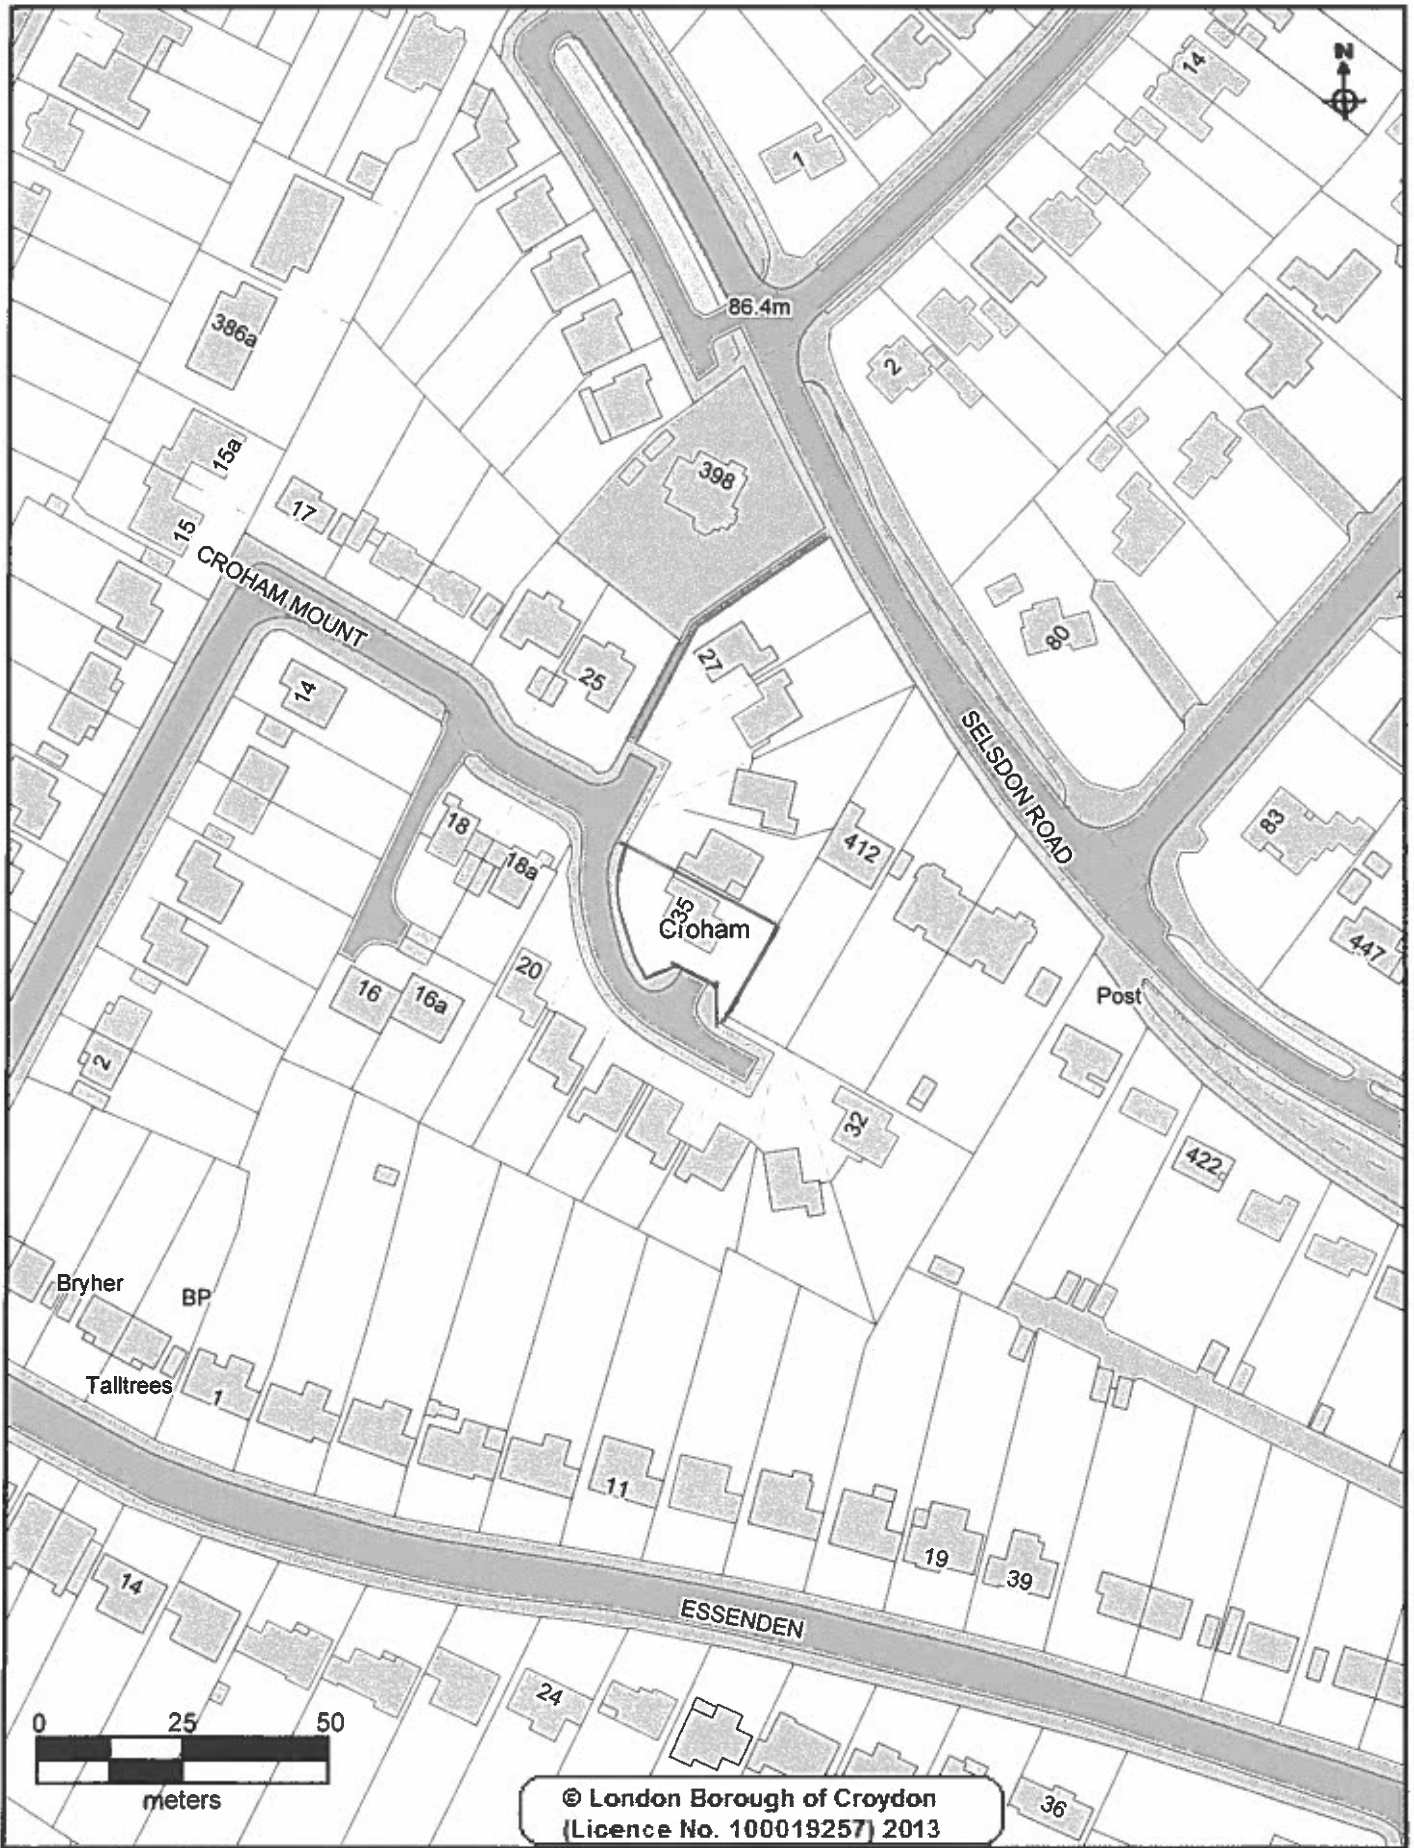 N
14
1
86.4m
386a
2
15a
398
17
15
CROHAM MOUNT
80
27
25
14
SELSDON ROAD
18
412
83
18a
35
Croham
447
20
16
16a
Post
2
32
422
Bryher
BP
Talltrees
1
11
19
39
14
ESSENDEN
24
0 25 50
meters
36
© London Borough of Croydon
(Licence No. 100019257) 2013